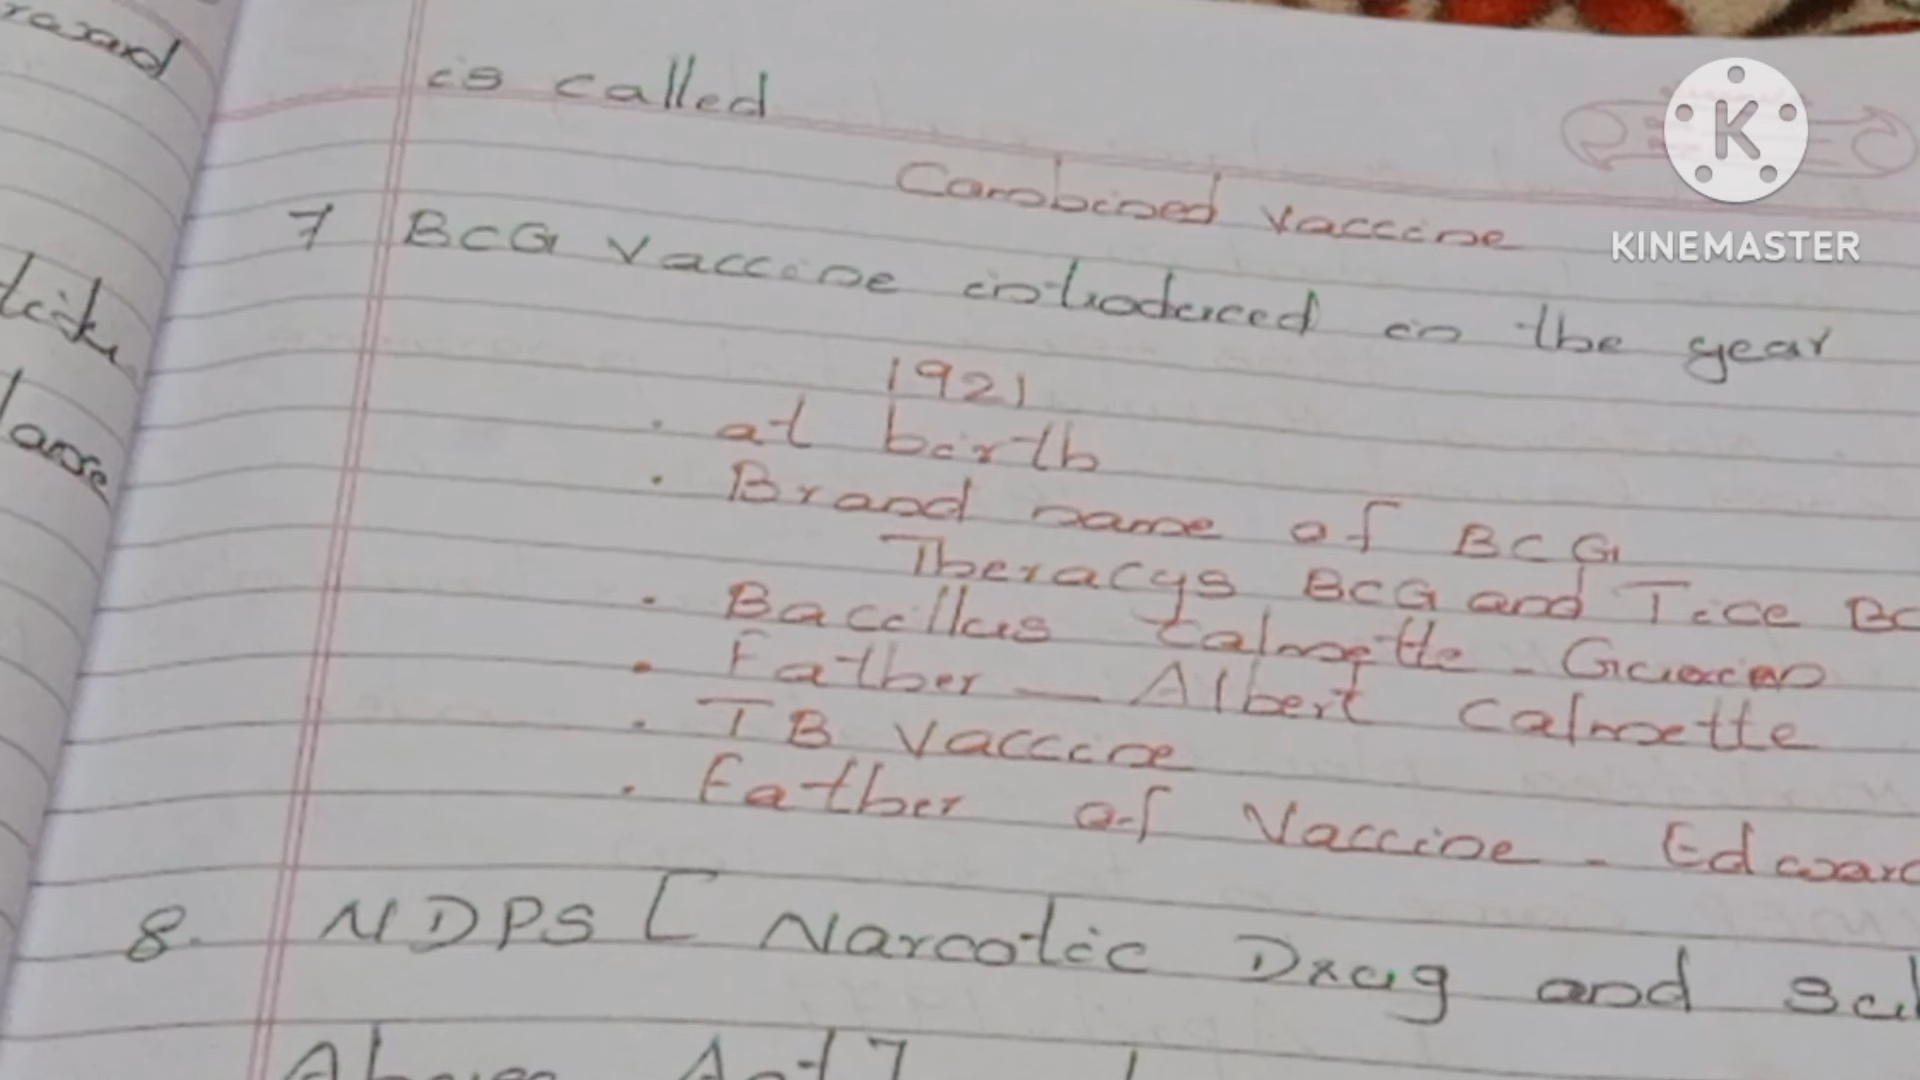 is called
Combined Vaccine
7 BCG Vaccine introduced in the year
1921
· at birth
· Brand name of BCG
Theracys BCG and Tice BC
· Bacillus Calmette - Guerin
· Father — Albert Calmette
· TB Vaccine
· Father of Vaccine - Edward
8. NDPS [ Narcotic Drug and
KINEMASTER